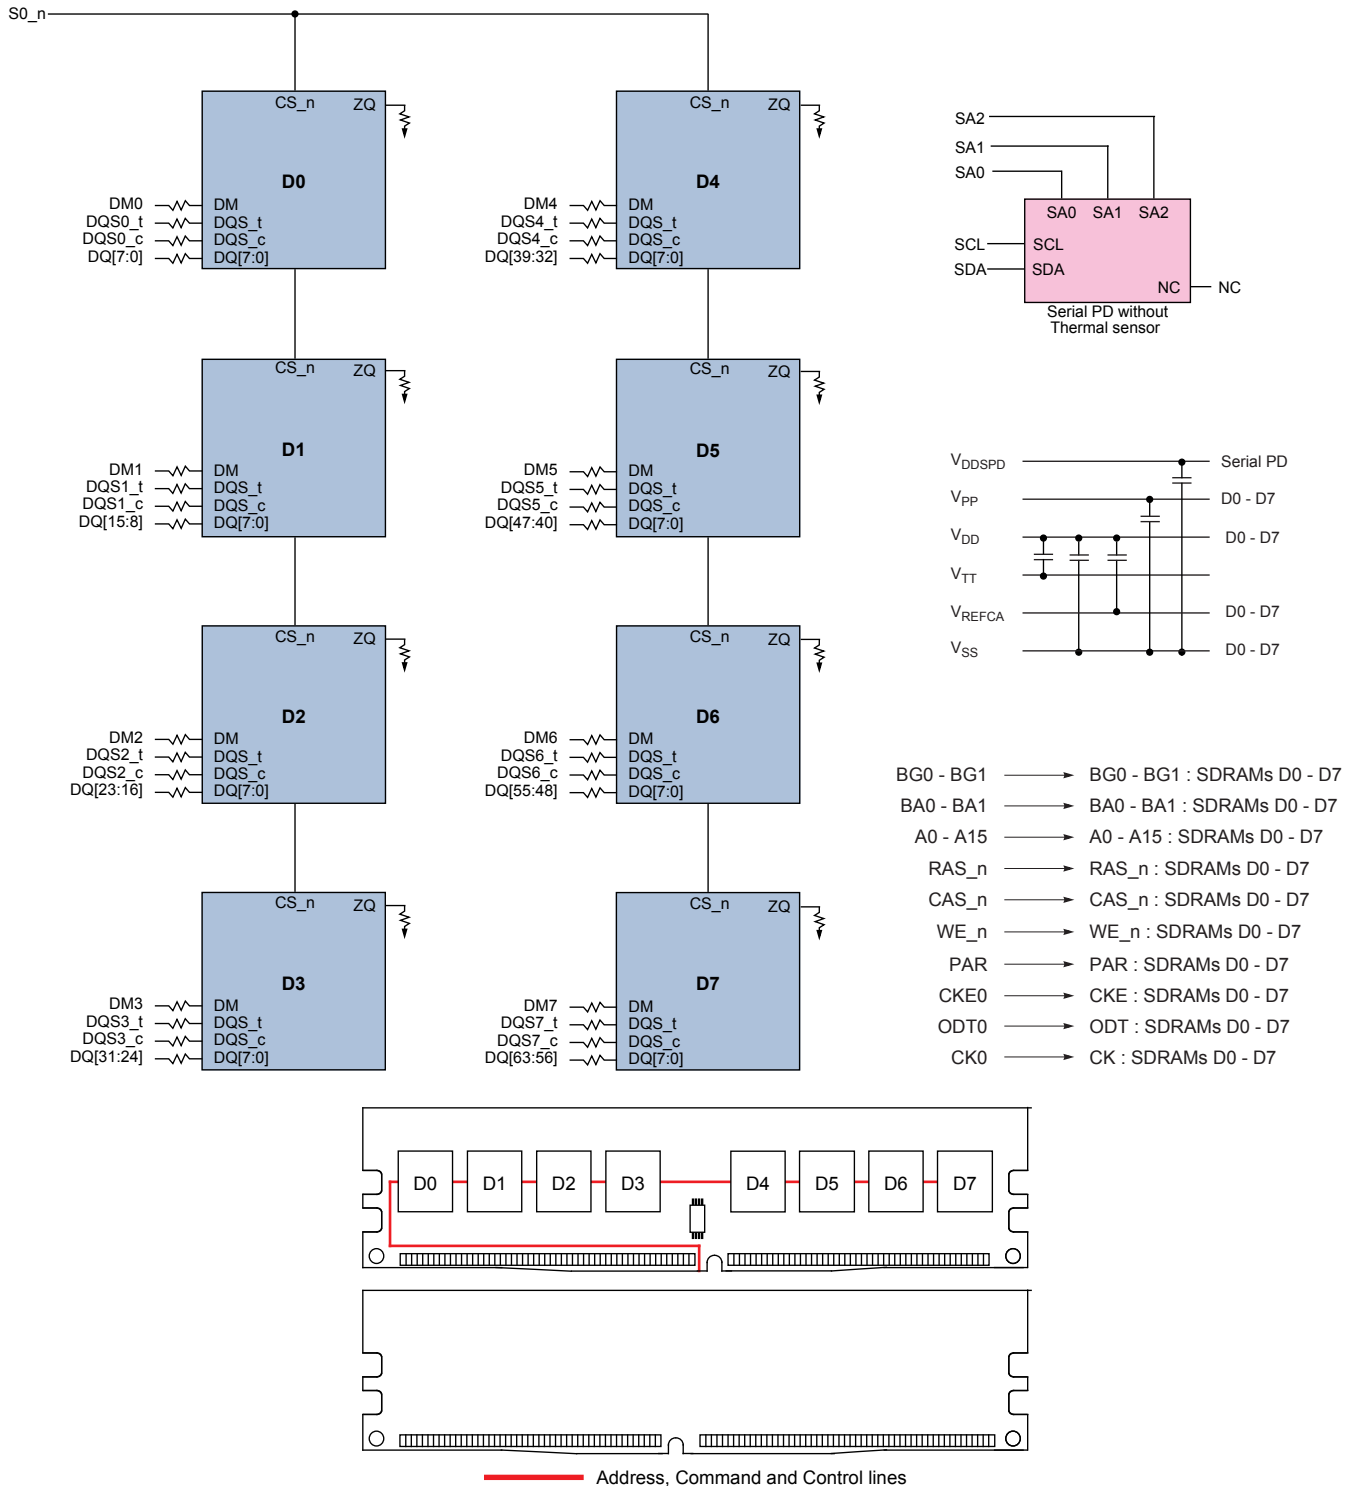 S0_n
CS_n ZQ
D0
DM0 DM
DQS0_t DQS_t
DQS0_c DQS_c
DQ[7:0] DQ[7:0]
CS_n ZQ
D1
DM1 DM
DQS1_t DQS_t
DQS1_c DQS_c
DQ[15:8] DQ[7:0]
CS_n ZQ
D2
DM2 DM
DQS2_t DQS_t
DQS2_c DQS_c
DQ[23:16] DQ[7:0]
CS_n ZQ
D3
DM3 DM
DQS3_t DQS_t
DQS3_c DQS_c
DQ[31:24] DQ[7:0]
CS_n ZQ
D4
DM4 DM
DQS4_t DQS_t
DQS4_c DQS_c
DQ[39:32] DQ[7:0]
CS_n ZQ
D5
DM5 DM
DQS5_t DQS_t
DQS5_c DQS_c
DQ[47:40] DQ[7:0]
CS_n ZQ
D6
DM6 DM
DQS6_t DQS_t
DQS6_c DQS_c
DQ[55:48] DQ[7:0]
CS_n ZQ
D7
DM7 DM
DQS7_t DQS_t
DQS7_c DQS_c
DQ[63:56] DQ[7:0]
SA2
SA1
SA0
SA0 SA1 SA2
SCL SCL
SDA SDA
NC NC
Serial PD without
Thermal sensor
VDDSPD Serial PD
VPP D0 - D7
VDD D0 - D7
VTT
VREFCA D0 - D7
VSS D0 - D7
BG0 - BG1 BG0 - BG1 : SDRAMs D0 - D7
BA0 - BA1 BA0 - BA1 : SDRAMs D0 - D7
A0 - A15 A0 - A15 : SDRAMs D0 - D7
RAS_n RAS_n : SDRAMs D0 - D7
CAS_n CAS_n : SDRAMs D0 - D7
WE_n WE_n : SDRAMs D0 - D7
PAR PAR : SDRAMs D0 - D7
CKE0 CKE : SDRAMs D0 - D7
ODT0 ODT : SDRAMs D0 - D7
CK0 CK : SDRAMs D0 - D7
D0 D1 D2 D3 D4 D5 D6 D7
Address, Command and Control lines